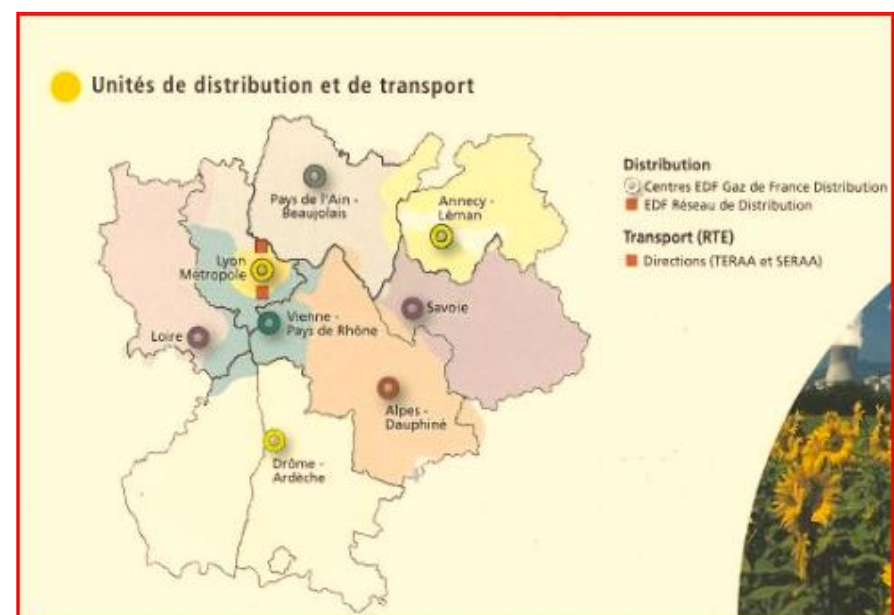 Unités de distribution et de transport
Distribution
Centres EDF Gaz de France Distribution
EDF Réseau de Distribution
Transport (RTE)
Directions (TERAA et SERAA)
Pays de l'Ain -
Beaujolais
Annecy -
Léman
Lyon
Métropole
Savoie
Vienne -
Pays de Rhône
Loire
Alpes -
Dauphiné
Drôme -
Ardèche